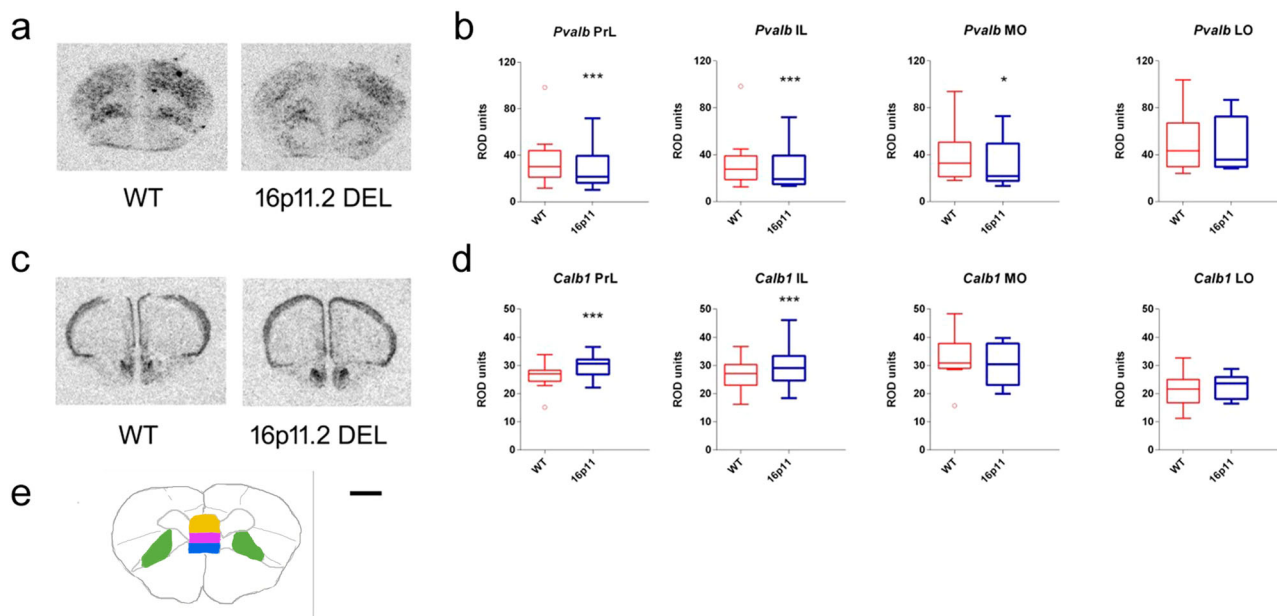 a
WT
16p11.2 DEL
b
Pvalb PrL
ROD units
120
80
40
0
***
WT
16p11
Pvalb IL
ROD units
120
80
40
0
***
WT
16p11
Pvalb MO
ROD units
120
80
40
0
*
WT
16p11
Pvalb LO
ROD units
120
80
40
0
WT
16p11
c
WT
16p11.2 DEL
d
Calb1 PrL
ROD units
50
40
30
20
10
0
***
WT
16p11
Calb1 IL
ROD units
50
40
30
20
10
0
***
WT
16p11
Calb1 MO
ROD units
50
40
30
20
10
0
WT
16p11
Calb1 LO
ROD units
50
40
30
20
10
0
WT
16p11
e